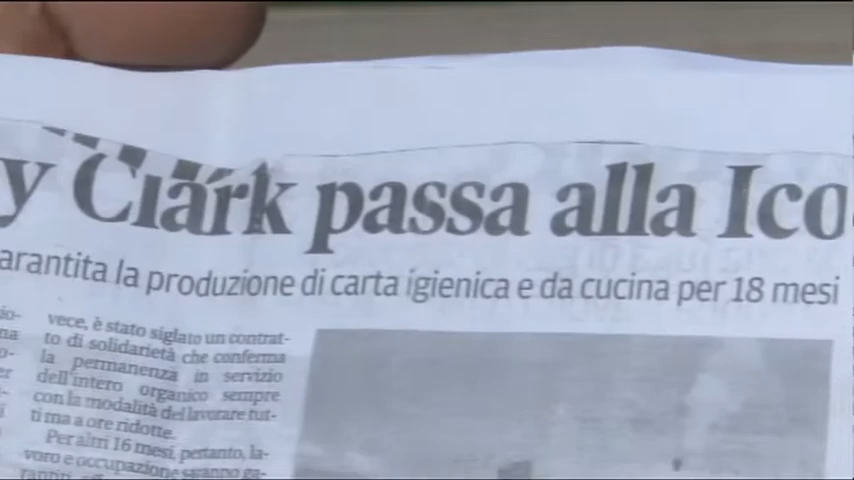 y Clark passa alla Ico
arantita la produzione di carta igienica e da cucina per 18 mesi
vece, è stato siglato un contrat-
to di solidarietà che conferma
la permanenza in servizio
dell'intero organico sempre
con la modalità del lavorare tut-
ti ma a ore ridotte.
Per altri 16 mesi, pertanto, la-
voro e occupazione saranno ga-
rantiti